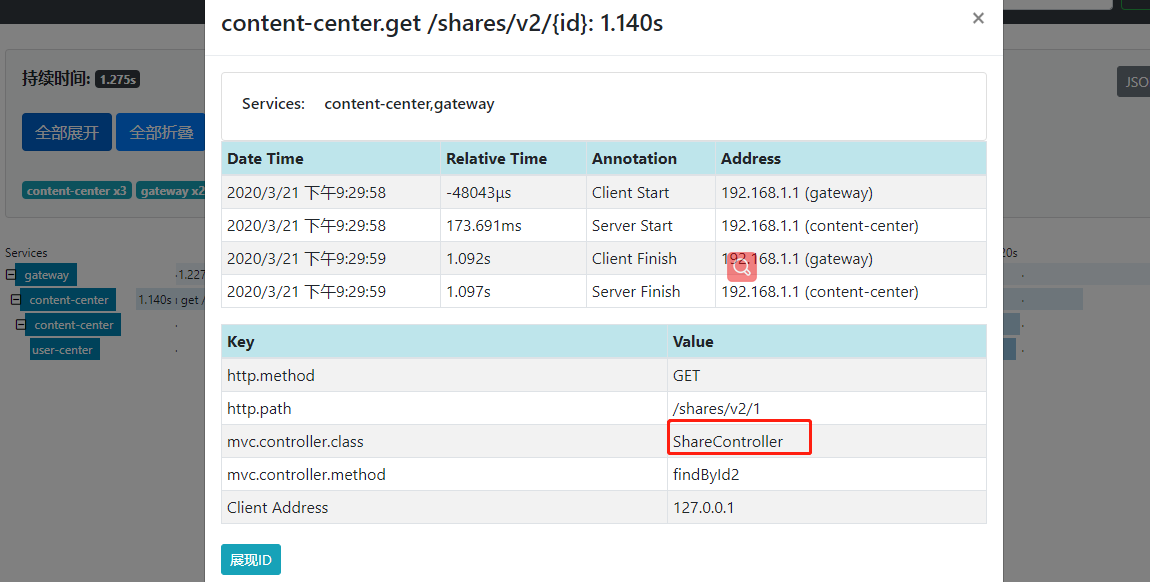 content-center.get /shares/v2/{id}: 1.140s
×
持续时间: 1.275s
JSO
全部展开 全部折叠
content-center x3 gateway x2
Services: content-center,gateway
Date Time Relative Time Annotation Address
2020/3/21 下午9:29:58 -48043μs Client Start 192.168.1.1 (gateway)
2020/3/21 下午9:29:58 173.691ms Server Start 192.168.1.1 (content-center)
2020/3/21 下午9:29:59 1.092s Client Finish 192.168.1.1 (gateway)
2020/3/21 下午9:29:59 1.097s Server Finish 192.168.1.1 (content-center)
Services
20s
gateway
1.227
content-center
1.140s : get /
content-center
user-center
Key Value
http.method GET
http.path /shares/v2/1
mvc.controller.class ShareController
mvc.controller.method findById2
Client Address 127.0.0.1
展现ID